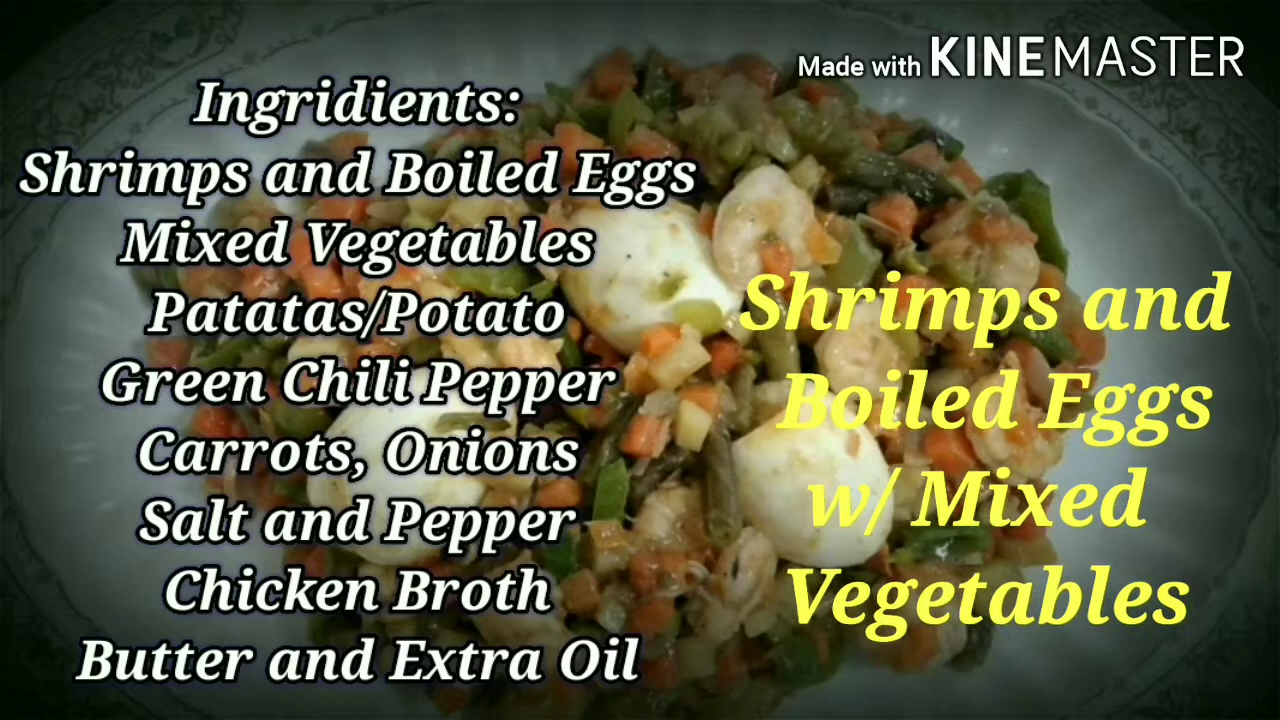 Made with KINEMASTER
Ingridients:
Shrimps and Boiled Eggs
Mixed Vegetables
Patatas/Potato
Green Chili Pepper
Carrots, Onions
Salt and Pepper
Chicken Broth
Butter and Extra Oil
Shrimps and
Boiled Eggs
w/ Mixed
Vegetables